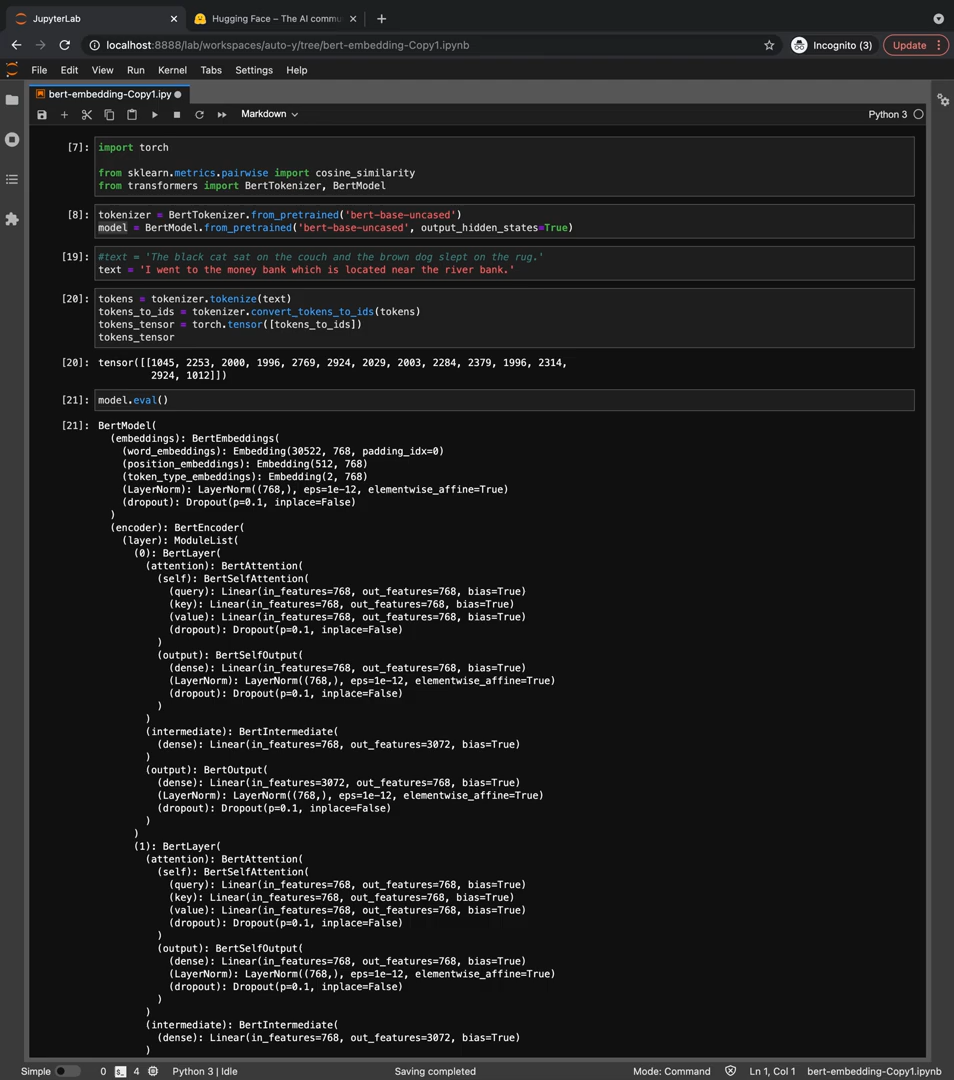 JupyterLab
Hugging Face – The AI commu
localhost:8888/lab/workspaces/auto-y/tree/bert-embedding-Copy1.ipynb
Incognito (3)
Update
File Edit View Run Kernel Tabs Settings Help
bert-embedding-Copy1.ipy
Markdown
Python 3
[7]: import torch
from sklearn.metrics.pairwise import cosine_similarity
from transformers import BertTokenizer, BertModel
[8]: tokenizer = BertTokenizer.from_pretrained('bert-base-uncased')
model = BertModel.from_pretrained('bert-base-uncased', output_hidden_states=True)
[19]: #text = 'The black cat sat on the couch and the brown dog slept on the rug.'
text = 'I went to the money bank which is located near the river bank.'
[20]: tokens = tokenizer.tokenize(text)
tokens_to_ids = tokenizer.convert_tokens_to_ids(tokens)
tokens_tensor = torch.tensor([tokens_to_ids])
tokens_tensor
[20]: tensor([[1045, 2253, 2000, 1996, 2769, 2924, 2029, 2003, 2284, 2379, 1996, 2314,
2924, 1012]])
[21]: model.eval()
[21]: BertModel(
(embeddings): BertEmbeddings(
(word_embeddings): Embedding(30522, 768, padding_idx=0)
(position_embeddings): Embedding(512, 768)
(token_type_embeddings): Embedding(2, 768)
(LayerNorm): LayerNorm((768,), eps=1e-12, elementwise_affine=True)
(dropout): Dropout(p=0.1, inplace=False)
)
(encoder): BertEncoder(
(layer): ModuleList(
(0): BertLayer(
(attention): BertAttention(
(self): BertSelfAttention(
(query): Linear(in_features=768, out_features=768, bias=True)
(key): Linear(in_features=768, out_features=768, bias=True)
(value): Linear(in_features=768, out_features=768, bias=True)
(dropout): Dropout(p=0.1, inplace=False)
)
(output): BertSelfOutput(
(dense): Linear(in_features=768, out_features=768, bias=True)
(LayerNorm): LayerNorm((768,), eps=1e-12, elementwise_affine=True)
(dropout): Dropout(p=0.1, inplace=False)
)
)
(intermediate): BertIntermediate(
(dense): Linear(in_features=768, out_features=3072, bias=True)
)
(output): BertOutput(
(dense): Linear(in_features=3072, out_features=768, bias=True)
(LayerNorm): LayerNorm((768,), eps=1e-12, elementwise_affine=True)
(dropout): Dropout(p=0.1, inplace=False)
)
)
(1): BertLayer(
(attention): BertAttention(
(self): BertSelfAttention(
(query): Linear(in_features=768, out_features=768, bias=True)
(key): Linear(in_features=768, out_features=768, bias=True)
(value): Linear(in_features=768, out_features=768, bias=True)
(dropout): Dropout(p=0.1, inplace=False)
)
(output): BertSelfOutput(
(dense): Linear(in_features=768, out_features=768, bias=True)
(LayerNorm): LayerNorm((768,), eps=1e-12, elementwise_affine=True)
(dropout): Dropout(p=0.1, inplace=False)
)
)
(intermediate): BertIntermediate(
(dense): Linear(in_features=768, out_features=3072, bias=True)
)
Simple 0 $_ 4 Python 3 | Idle Saving completed Mode: Command Ln 1, Col 1 bert-embedding-Copy1.ipynb